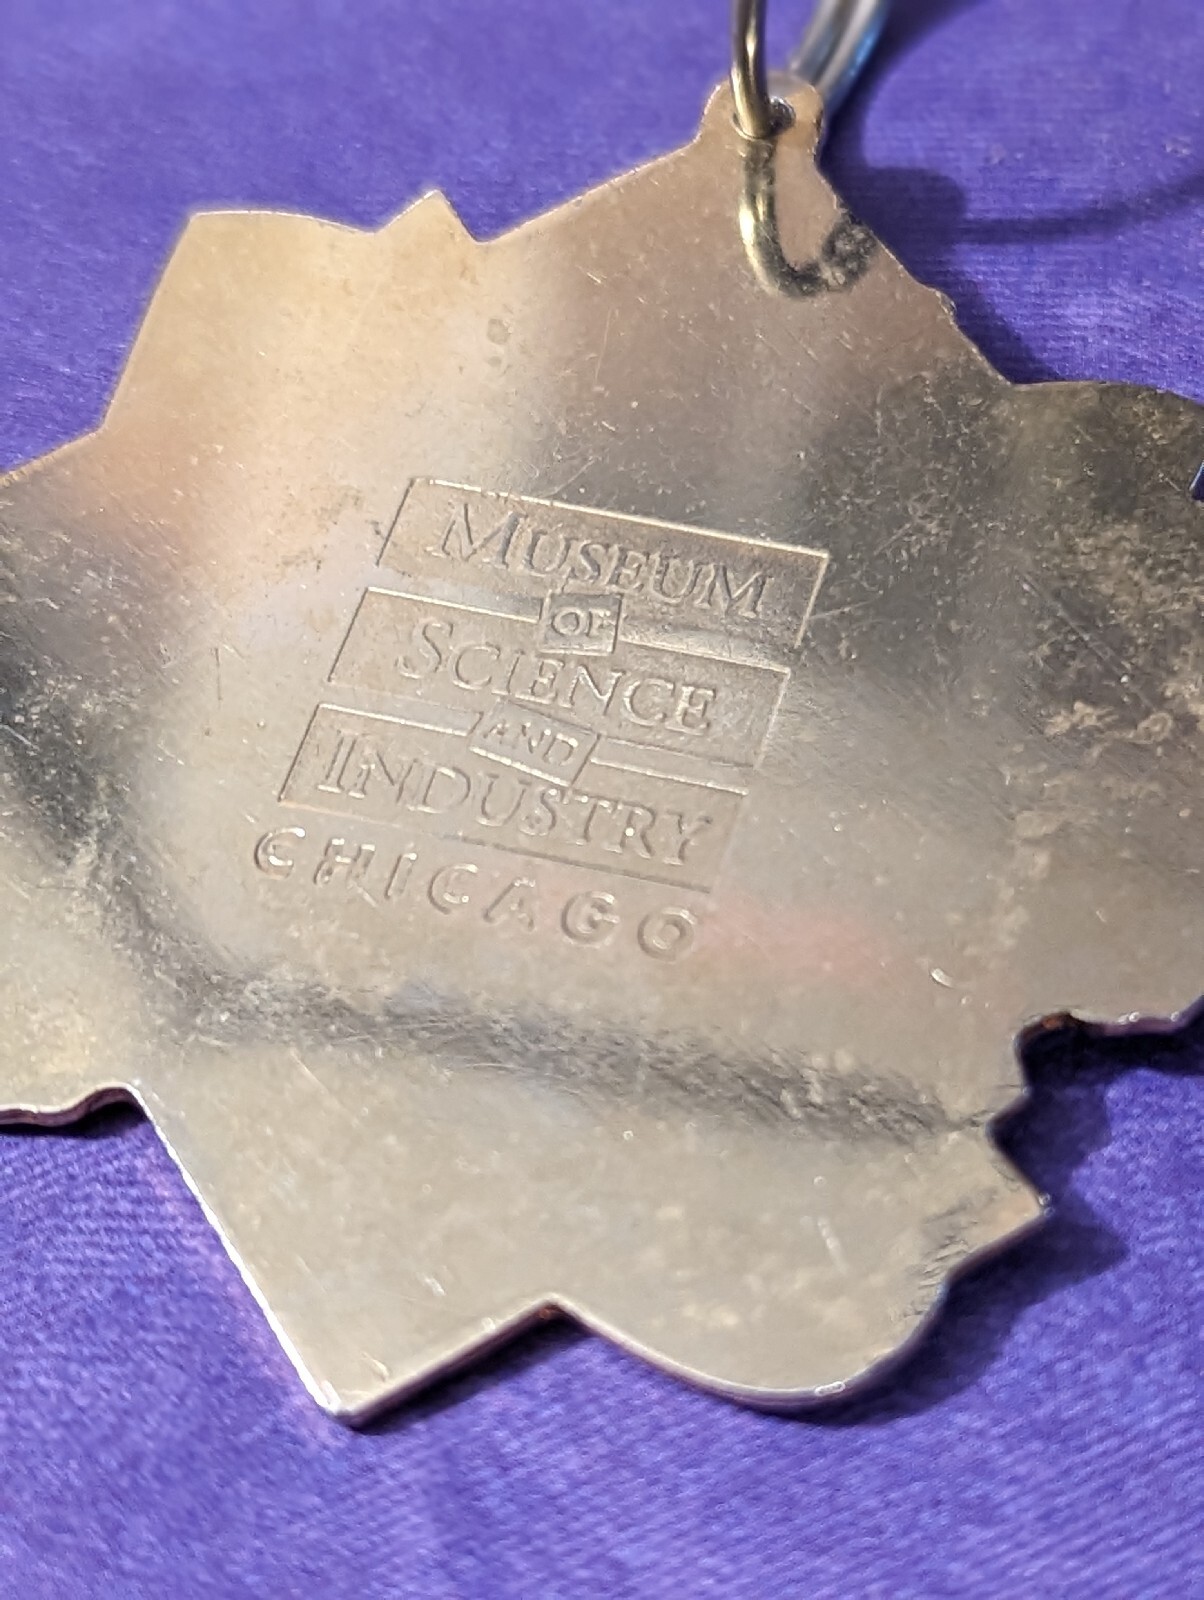 MUSEUM
OF
SCIENCE
AND
INDUSTRY
CHICAGO